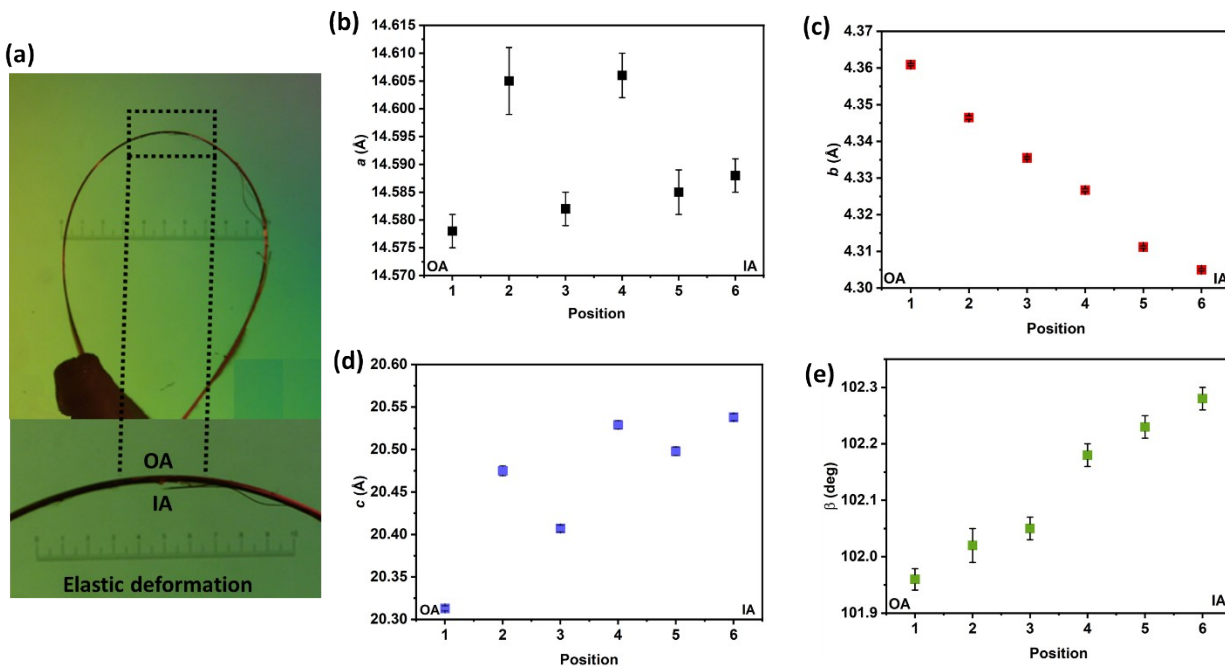 (a)
OA
IA
Elastic deformation
(b)
14.615
14.610
14.605
14.600
14.595
14.590
14.585
14.580
14.575
14.570
a (Å)
OA
IA
1 2 3 4 5 6
Position
(c)
4.36
4.35
4.34
4.33
4.32
4.31
4.30
b (Å)
OA
IA
1 2 3 4 5 6
Position
(d)
20.60
20.55
20.50
20.45
20.40
20.35
20.30
c (Å)
OA
IA
1 2 3 4 5 6
Position
(e)
102.3
102.2
102.1
102.0
101.9
β (deg)
OA
IA
1 2 3 4 5 6
Position